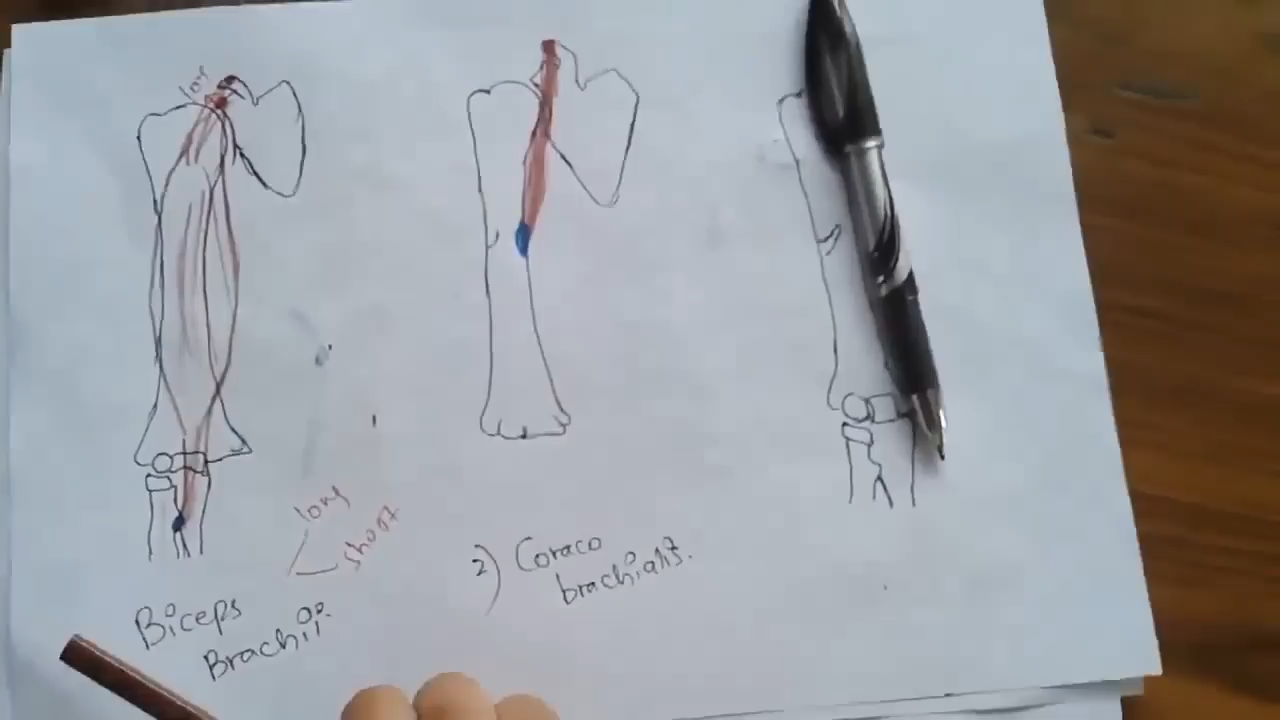 long
long
short
Biceps
Brachii
2) Coraco
brachialis.